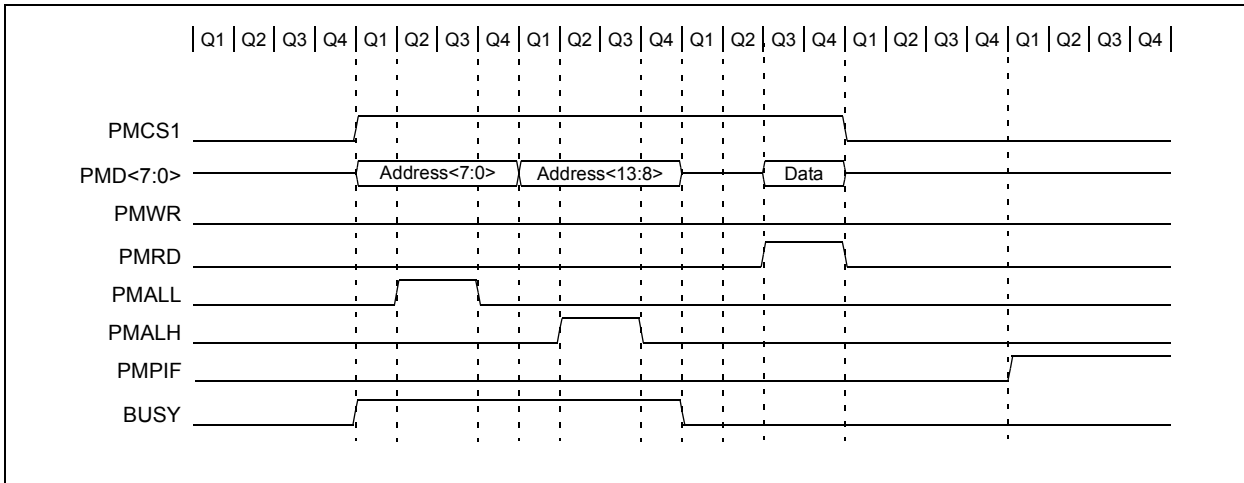 Q1 Q2 Q3 Q4 Q1 Q2 Q3 Q4 Q1 Q2 Q3 Q4 Q1 Q2 Q3 Q4 Q1 Q2 Q3 Q4 Q1 Q2 Q3 Q4
PMCS1
PMD<7:0> Address<7:0> Address<13:8> Data
PMWR
PMRD
PMALL
PMALH
PMPIF
BUSY